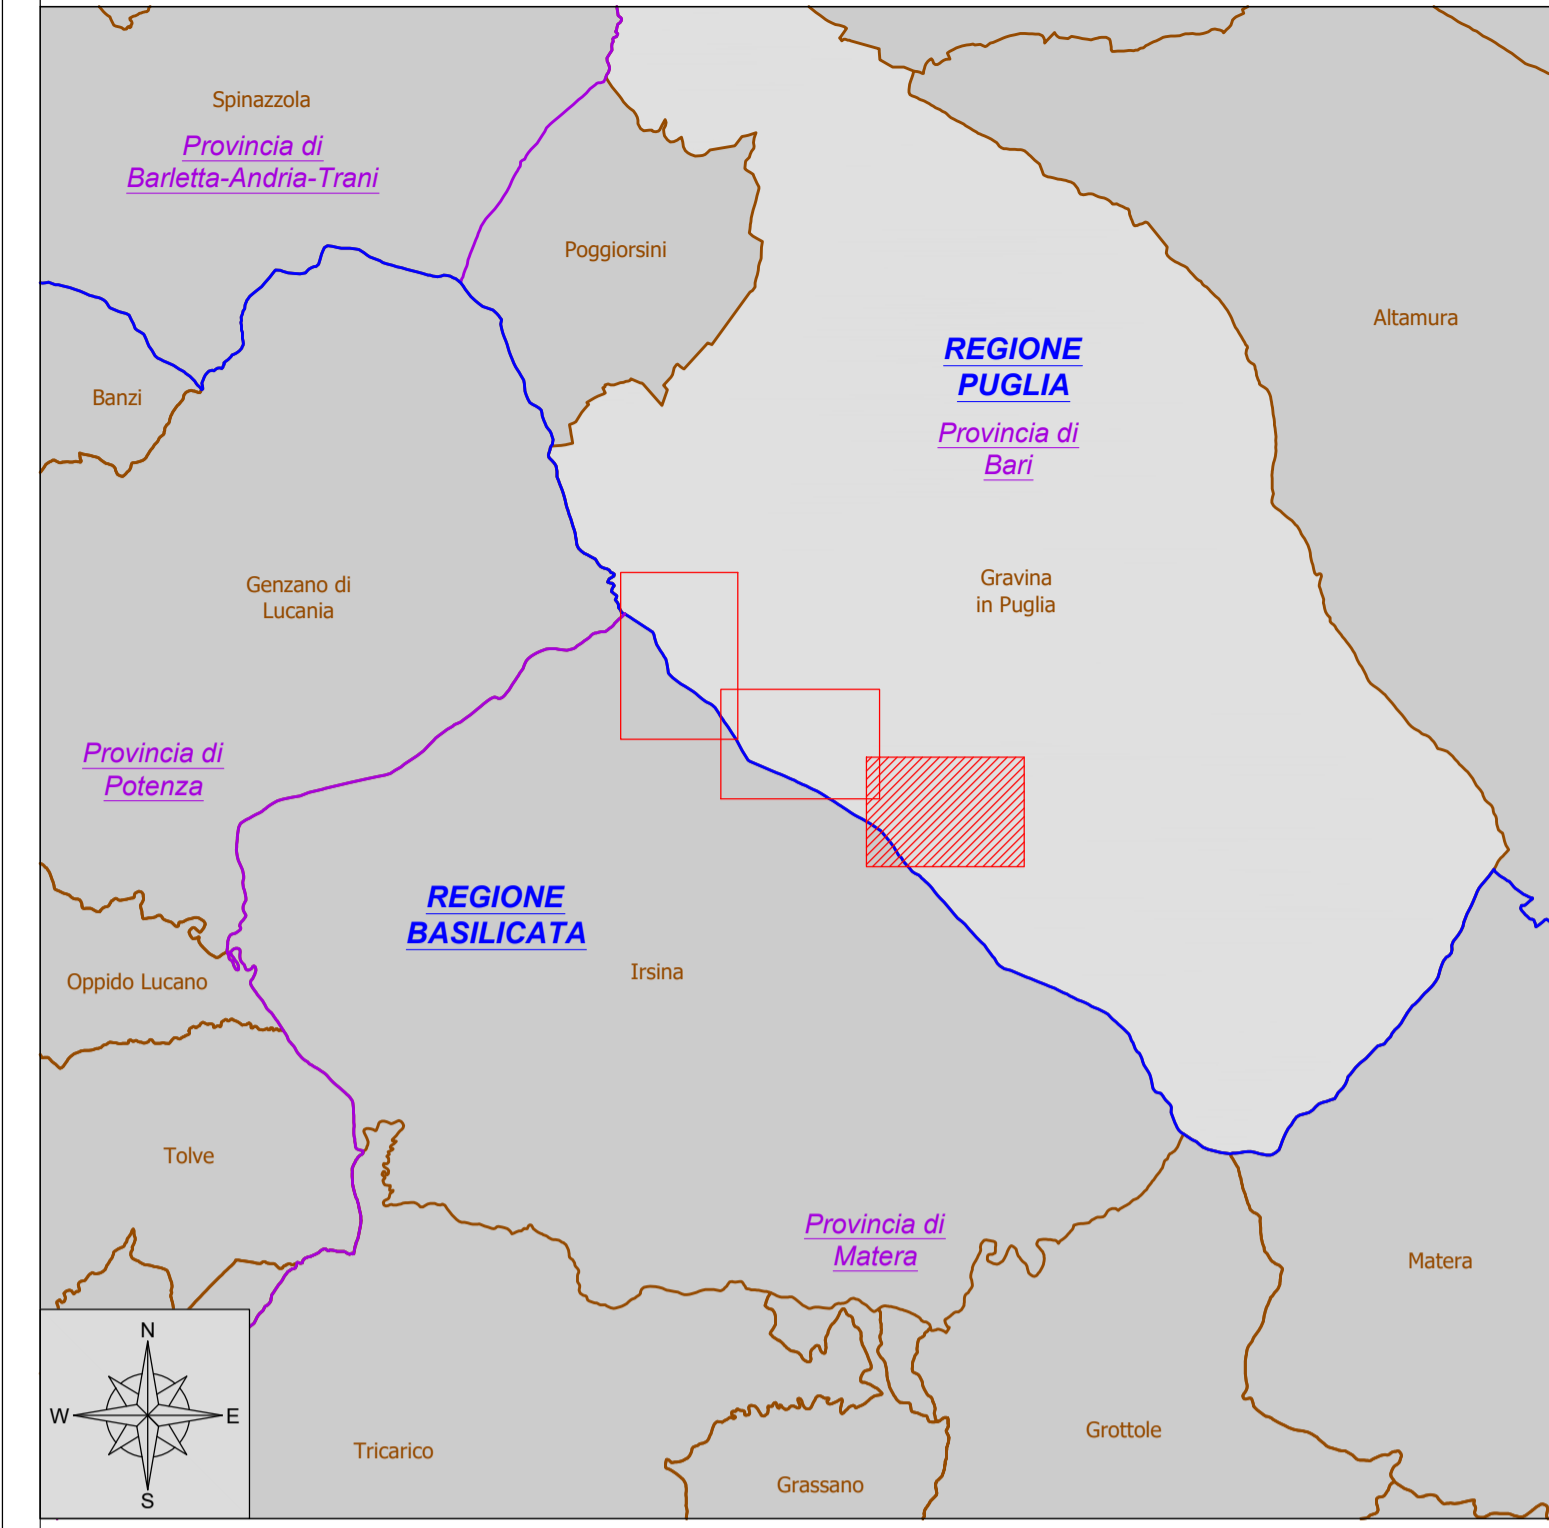 Spinazzola
Provincia di
Barletta-Andria-Trani
Poggiorsini
Altamura
REGIONE
PUGLIA
Banzi
Provincia di
Bari
Genzano di
Lucania
Gravina
in Puglia
Provincia di
Potenza
REGIONE
BASILICATA
Irsina
Oppido Lucano
Tolve
Provincia di
Matera
Matera
N
W
E
S
Tricarico
Grassano
Grottole